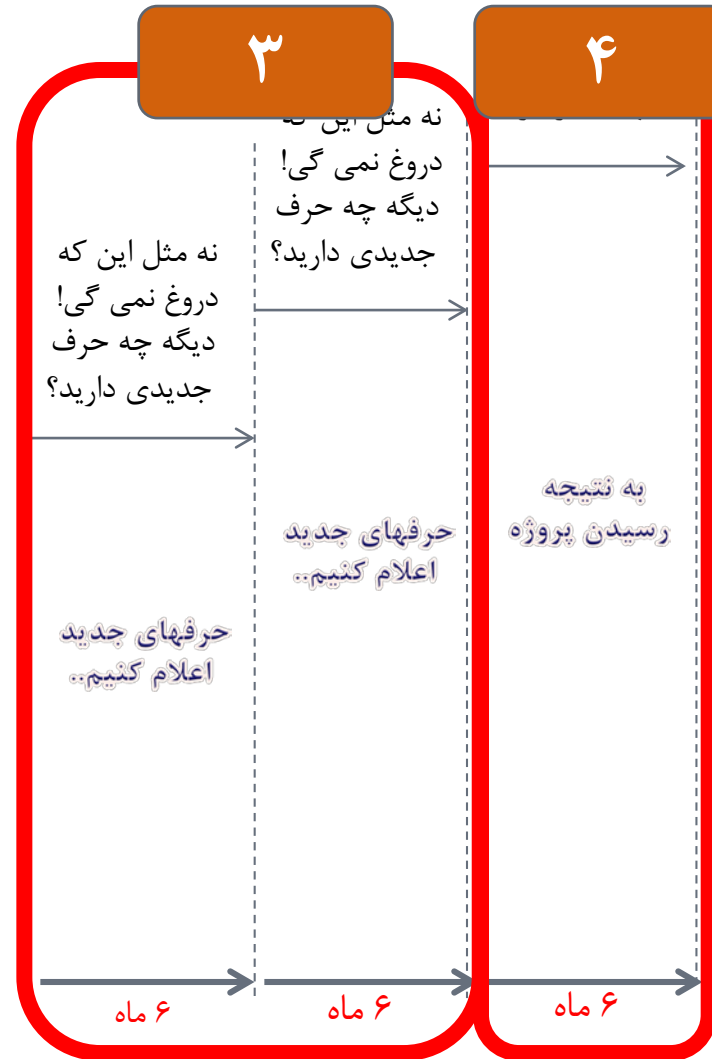 ۳
۴
نه مثل این که
دروغ نمی گی!
دیگه چه حرف
جدیدی دارید؟
نه مثل این که
دروغ نمی گی!
دیگه چه حرف
جدیدی دارید؟
حرفهای جدید
اعلام کنیم..
حرفهای جدید
اعلام کنیم..
به نتیجه
رسیدن پروژه
۶ ماه
۶ ماه
۶ ماه